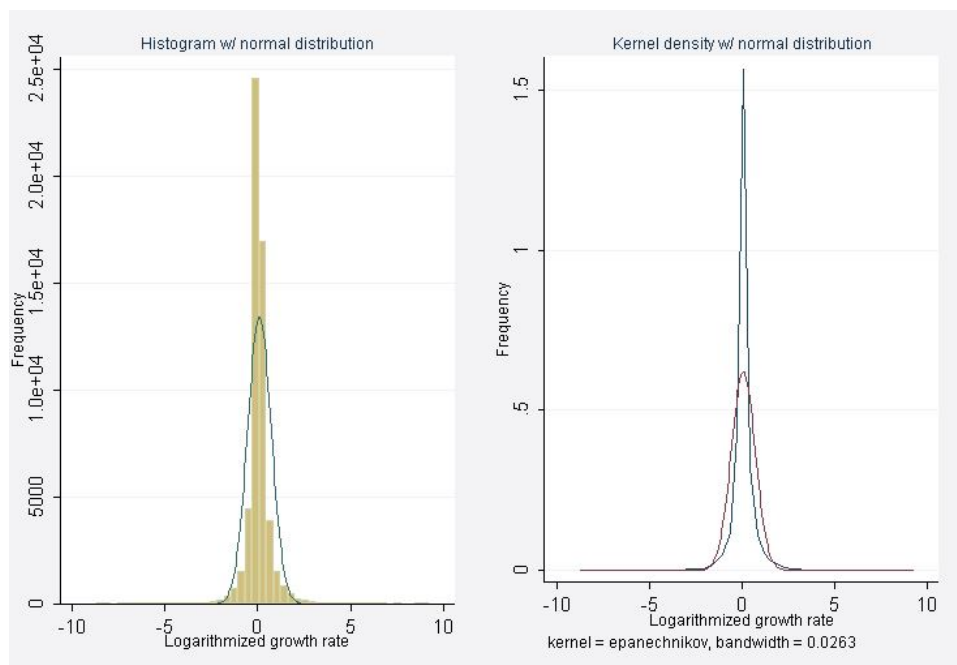 Histogram w/ normal distribution
Frequency
2.5e+04
2.0e+04
1.5e+04
1.0e+04
5000
0
-10 -5 0 5 10
Logarithmized growth rate
Kernel density w/ normal distribution
Frequency
1.5
1
.5
0
-10 -5 0 5 10
Logarithmized growth rate
kernel = epanechnikov, bandwidth = 0.0263